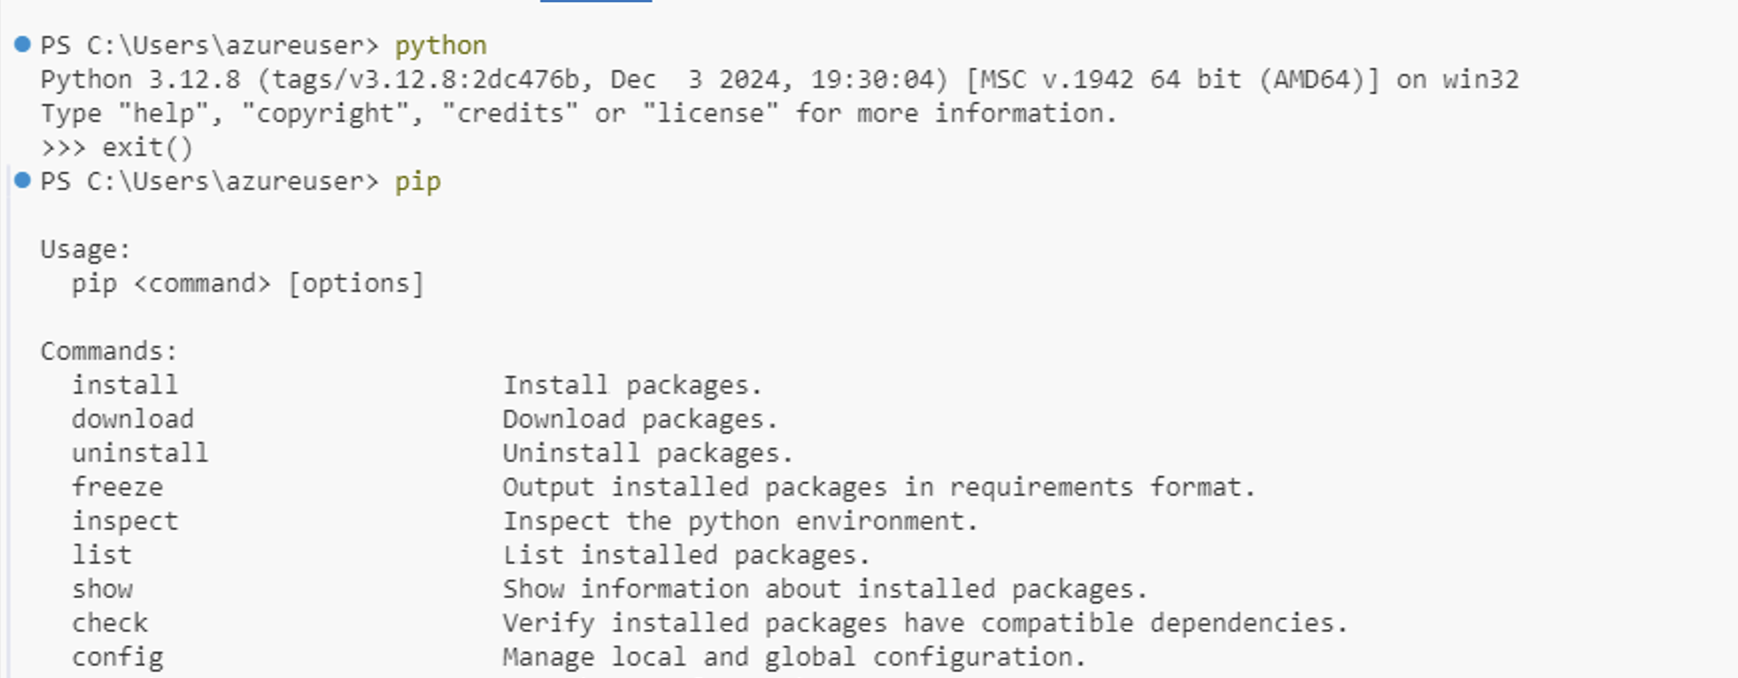 PS C:\Users\azureuser> python
Python 3.12.8 (tags/v3.12.8:2dc476b, Dec  3 2024, 19:30:04) [MSC v.1942 64 bit (AMD64)] on win32
Type "help", "copyright", "credits" or "license" for more information.
>>> exit()
PS C:\Users\azureuser> pip
Usage:
  pip <command> [options]
Commands:
  install                     Install packages.
  download                    Download packages.
  uninstall                   Uninstall packages.
  freeze                      Output installed packages in requirements format.
  inspect                     Inspect the python environment.
  list                        List installed packages.
  show                        Show information about installed packages.
  check                       Verify installed packages have compatible dependencies.
  config                      Manage local and global configuration.